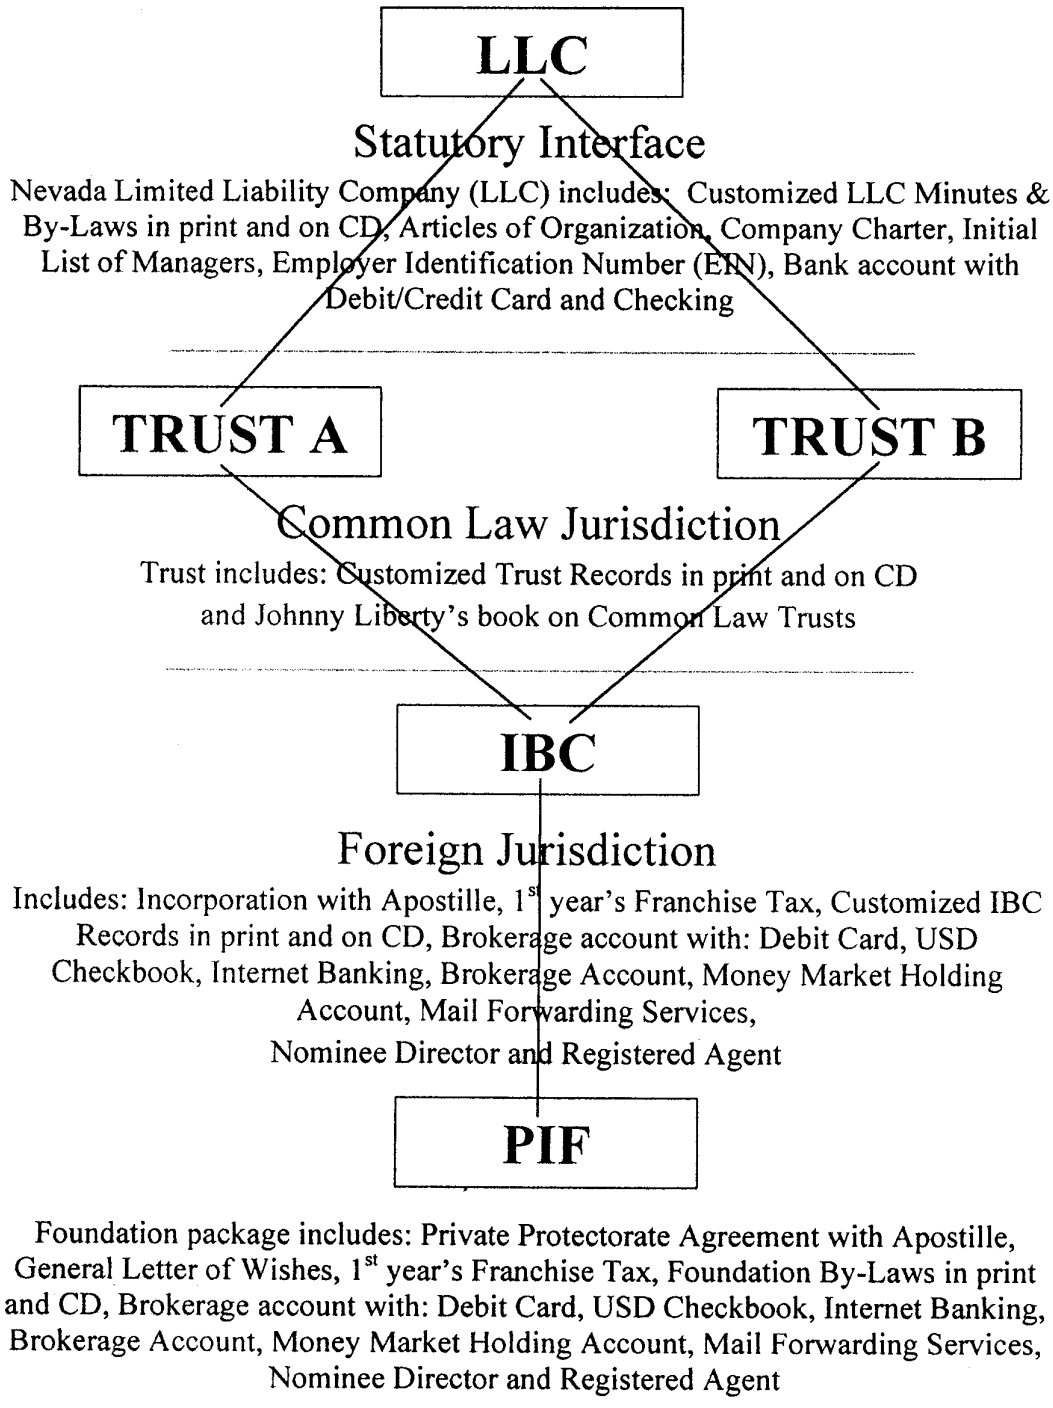 LLC
Statutory Interface
Nevada Limited Liability Company (LLC) includes: Customized LLC Minutes &
By-Laws in print and on CD, Articles of Organization, Company Charter, Initial
List of Managers, Employer Identification Number (EIN), Bank account with
Debit/Credit Card and Checking
TRUST A
TRUST B
Common Law Jurisdiction
Trust includes: Customized Trust Records in print and on CD
and Johnny Liberty's book on Common Law Trusts
IBC
Foreign Jurisdiction
Includes: Incorporation with Apostille, 1st year's Franchise Tax, Customized IBC
Records in print and on CD, Brokerage account with: Debit Card, USD
Checkbook, Internet Banking, Brokerage Account, Money Market Holding
Account, Mail Forwarding Services,
Nominee Director and Registered Agent
PIF
Foundation package includes: Private Protectorate Agreement with Apostille,
General Letter of Wishes, 1st year's Franchise Tax, Foundation By-Laws in print
and CD, Brokerage account with: Debit Card, USD Checkbook, Internet Banking,
Brokerage Account, Money Market Holding Account, Mail Forwarding Services,
Nominee Director and Registered Agent